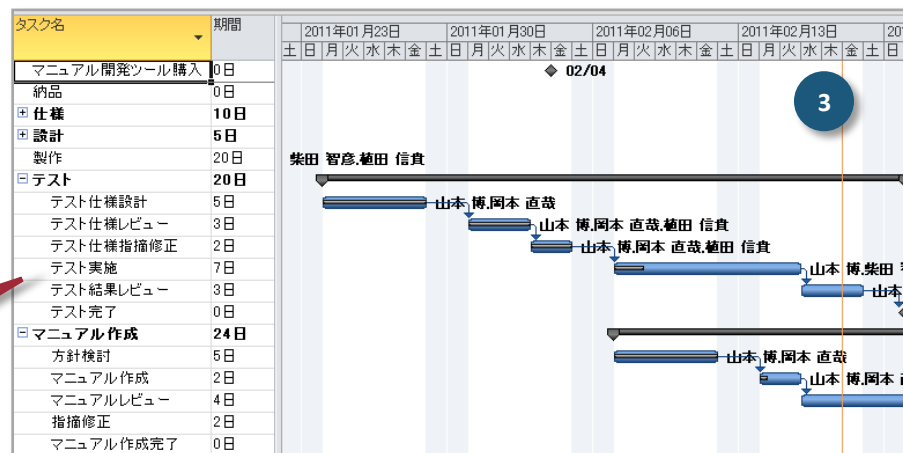 タスク名 期間
2011年01月23日 2011年01月30日 2011年02月06日 2011年02月13日 20
土 日 月 火 水 木 金 土 日 月 火 水 木 金 土 日 月 火 水 木 金 土 日 月 火 水 木 金 土 日
マニュアル開発ツール購入 0日 02/04
納品 0日
3
仕様 10日
設計 5日
製作 20日 柴田 智彦,植田 信貴
テスト 20日
テスト仕様設計 5日 山本 博,岡本 直哉
テスト仕様レビュー 3日 山本 博,岡本 直哉,植田 信貴
テスト仕様指摘修正 2日 山本 博,岡本 直哉,植田 信貴
テスト実施 7日 山本 博,柴田
テスト結果レビュー 3日 山本
テスト完了 0日
マニュアル作成 24日
方針検討 5日 山本 博,岡本 直哉
マニュアル作成 2日 山本 博,岡本
マニュアルレビュー 4日
指摘修正 2日
マニュアル作成完了 0日